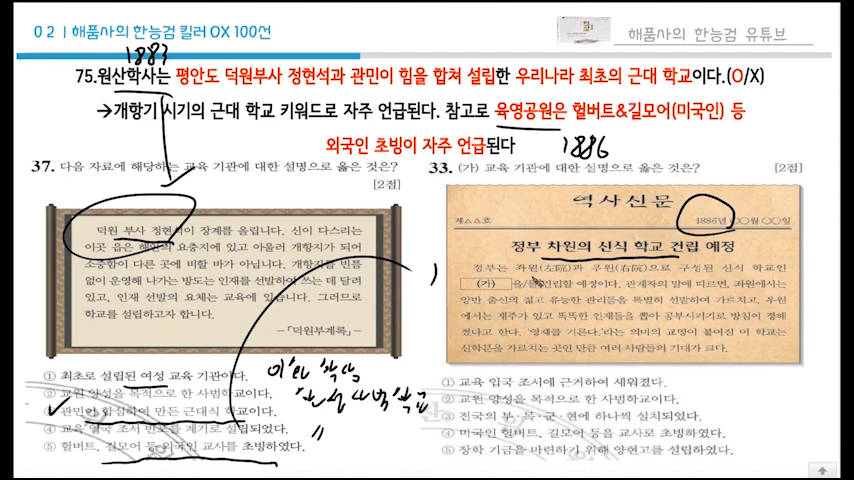 02 | 해품사의 한능검 킬러 OX 100선
해품사의 한능검 유튜브
1883
75.원산학사는 평안도 덕원부사 정현석과 관민이 힘을 합쳐 설립한 우리나라 최초의 근대 학교이다.(O/X)
→개항기 시기의 근대 학교 키워드로 자주 언급된다. 참고로 육영공원은 헐버트&길모어(미국인) 등
외국인 초빙이 자주 언급된다
1886
37. 다음 자료에 해당하는 교육 기관에 대한 설명으로 옳은 것은?
[2점]
덕원 부사 정현석이 장계를 올립니다. 신이 다스리는
이곳 읍은 해안의 요충지에 있고 아울러 개항지가 되어
소중함이 다른 곳에 비할 바가 아닙니다. 개항지를 빈틈
없이 운영해 나가는 방도는 인재를 선발하여 쓰는 데 달려
있고, 인재 선발의 요체는 교육에 있습니다. 그러므로
학교를 설립하고자 합니다.
-「덕원부계록」-
① 최초로 설립된 여성 교육 기관이다.
② 교원 양성을 목적으로 한 사범학교이다.
③ 관민이 합심하여 만든 근대식 학교이다.
④ 교육 입국 조서 반포를 계기로 설립되었다.
⑤ 헐버트, 길모어 등 외국인 교사를 초빙하였다.
이화 학당
한성사범학교
〃
33. (가) 교육 기관에 대한 설명으로 옳은 것은?
[2점]
역사신문
제△△호
1886년 ○○월 ○○일
정부 차원의 신식 학교 건립 예정
정부는 좌원(左院)과 우원(右院)으로 구성된 신식 학교인
(가) 을/를 건립할 예정이다. 관계자의 말에 따르면, 좌원에서는
양반 출신의 젊고 유능한 관리들을 특별히 선발하여 가르치고, 우원
에서는 재주가 있고 똑똑한 인재들을 뽑아 공부시키기로 방침이 정해
졌다고 한다. '영재를 기른다.'라는 의미의 교명이 붙여진 이 학교는
신학문을 가르치는 곳인 만큼 여러 사람들의 기대가 크다.
① 교육 입국 조서에 근거하여 세워졌다.
② 교원 양성을 목적으로 한 사범학교이다.
③ 전국의 부·목·군·현에 하나씩 설치되었다.
④ 미국인 헐버트, 길모어 등을 교사로 초빙하였다.
⑤ 장학 기금을 마련하기 위해 양현고를 설립하였다.